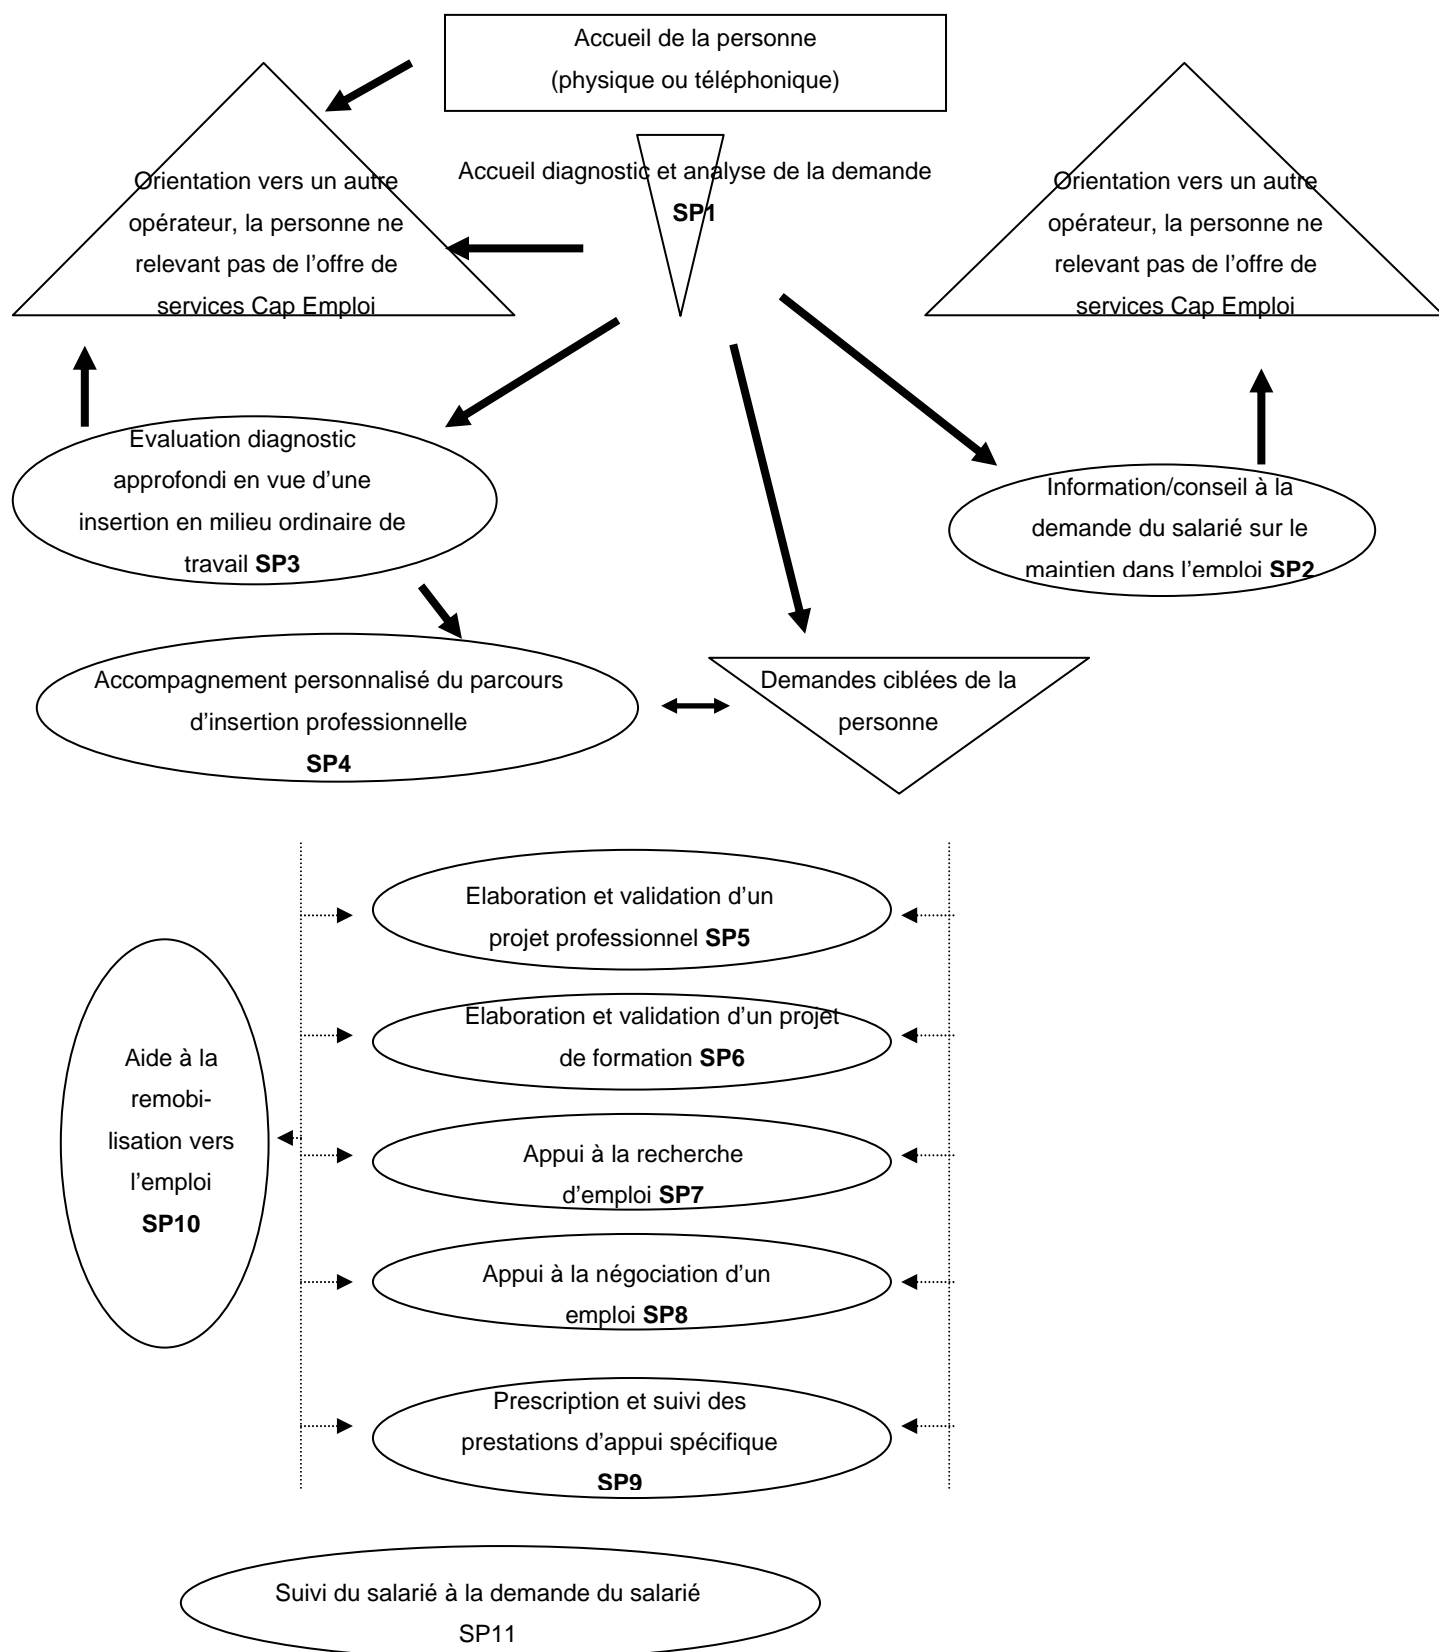 Accueil de la personne
(physique ou téléphonique)
Accueil diagnostic et analyse de la demande
SP1
Orientation vers un autre
opérateur, la personne ne
relevant pas de l’offre de
services Cap Emploi
Orientation vers un autre
opérateur, la personne ne
relevant pas de l’offre de
services Cap Emploi
Evaluation diagnostic
approfondi en vue d’une
insertion en milieu ordinaire de
travail SP3
Information/conseil à la
demande du salarié sur le
maintien dans l’emploi SP2
Accompagnement personnalisé du parcours
d’insertion professionnelle
SP4
Demandes ciblées de la
personne
Elaboration et validation d’un
projet professionnel SP5
Elaboration et validation d’un projet
de formation SP6
Aide à la
remobi-
lisation vers
l’emploi
SP10
Appui à la recherche
d’emploi SP7
Appui à la négociation d’un
emploi SP8
Prescription et suivi des
prestations d’appui spécifique
SP9
Suivi du salarié à la demande du salarié
SP11